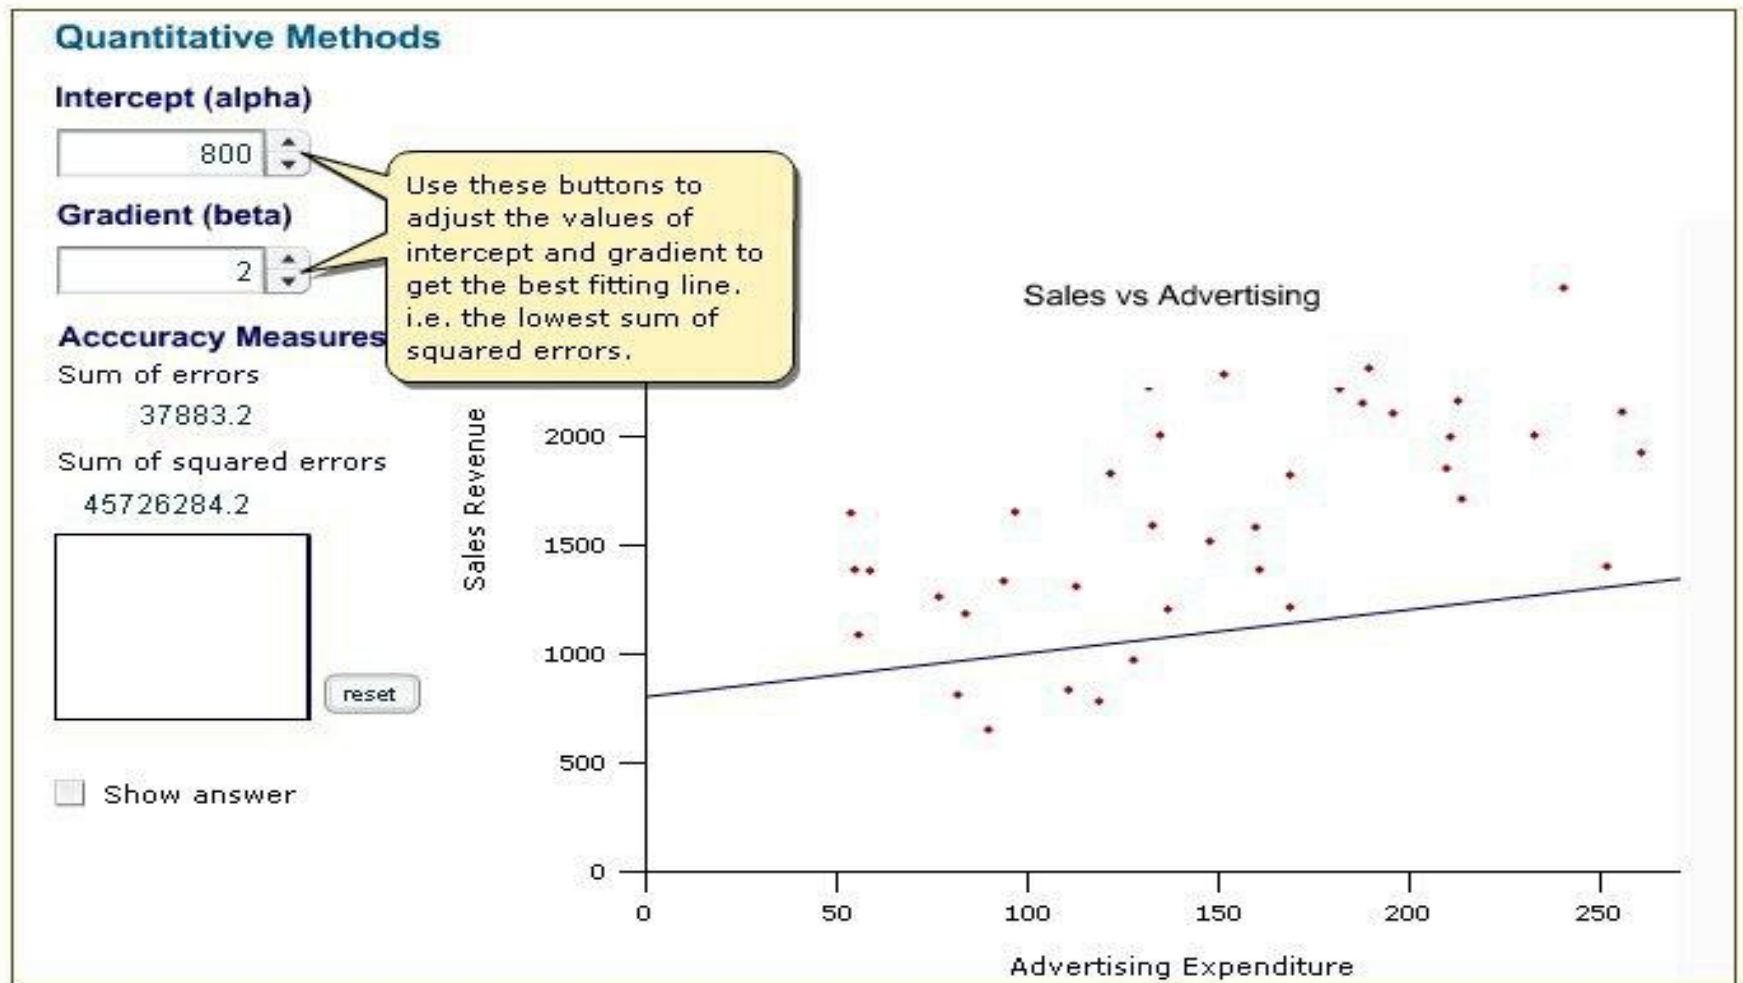 Quantitative Methods
Intercept (alpha)
800
Gradient (beta)
2
Use these buttons to
adjust the values of
intercept and gradient to
get the best fitting line.
i.e. the lowest sum of
squared errors.
Acccuracy Measures
Sum of errors
37883.2
Sum of squared errors
45726284.2
reset
Show answer
Sales vs Advertising
Sales Revenue
2000
1500
1000
500
0
0 50 100 150 200 250
Advertising Expenditure